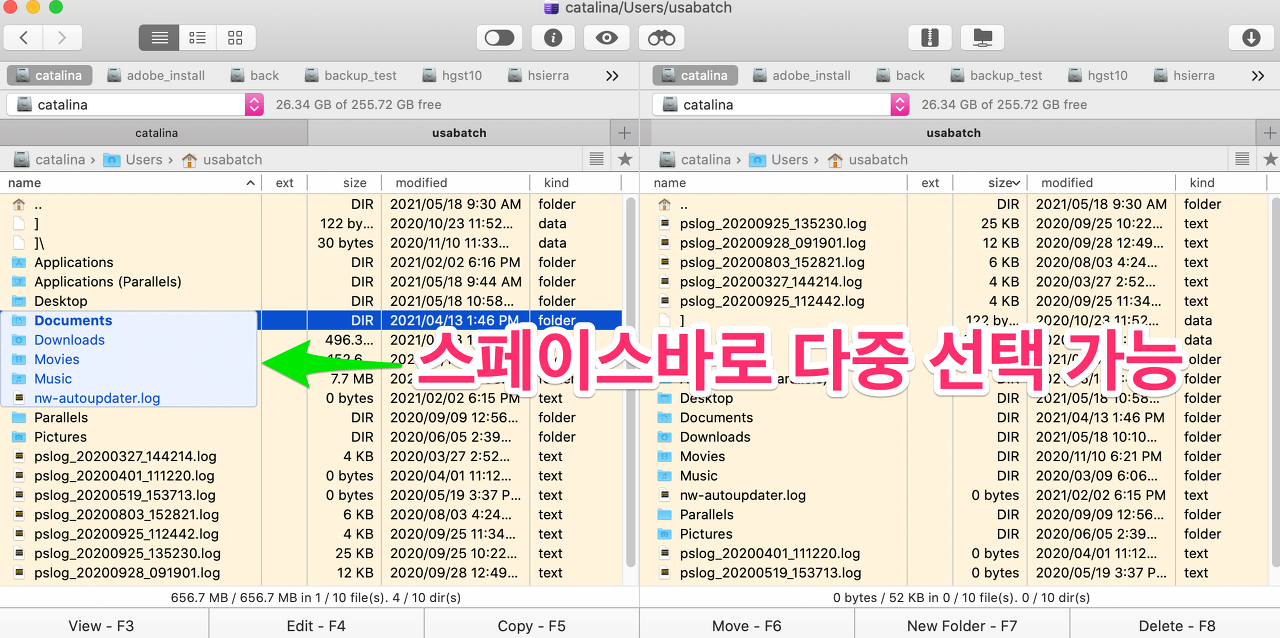 catalina/Users/usabatch
catalina adobe_install back backup_test hgst10 hsierra »
catalina adobe_install back backup_test hgst10 hsierra »
catalina 26.34 GB of 255.72 GB free
catalina 26.34 GB of 255.72 GB free
catalina usabatch +
usabatch +
catalina › Users › usabatch
catalina › Users › usabatch
name ext size modified kind
.. DIR 2021/05/18 9:30 AM folder
] 122 by... 2020/10/23 11:52... data
]\ 30 bytes 2020/11/10 11:33... data
Applications DIR 2021/02/02 6:16 PM folder
Applications (Parallels) DIR 2021/05/18 9:44 AM folder
Desktop DIR 2021/05/18 10:58... folder
Documents DIR 2021/04/13 1:46 PM folder
Downloads 496.3...
Movies
Music 7.7 MB
nw-autoupdater.log 0 bytes 2021/02/02 6:15 PM text
Parallels DIR 2020/09/09 12:56... folder
Pictures DIR 2020/06/05 2:39... folder
pslog_20200327_144214.log 4 KB 2020/03/27 2:52... text
pslog_20200401_111220.log 0 bytes 2020/04/01 11:12... text
pslog_20200519_153713.log 0 bytes 2020/05/19 3:37 P... text
pslog_20200803_152821.log 6 KB 2020/08/03 4:24... text
pslog_20200925_112442.log 4 KB 2020/09/25 11:34... text
pslog_20200925_135230.log 25 KB 2020/09/25 10:22... text
pslog_20200928_091901.log 12 KB 2020/09/28 12:49... text
656.7 MB / 656.7 MB in 1 / 10 file(s). 4 / 10 dir(s)
name ext size modified kind
.. DIR 2021/05/18 9:30 AM folder
pslog_20200925_135230.log 25 KB 2020/09/25 10:22... text
pslog_20200928_091901.log 12 KB 2020/09/28 12:49... text
pslog_20200803_152821.log 6 KB 2020/08/03 4:24... text
pslog_20200327_144214.log 4 KB 2020/03/27 2:52... text
pslog_20200925_112442.log 4 KB 2020/09/25 11:34... text
] 122 by... 2020/10/23 11:52... data
스페이스바로 다중 선택 가능
Desktop DIR 2021/05/18 10:58... folder
Documents DIR 2021/04/13 1:46 PM folder
Downloads DIR 2021/05/18 10:10... folder
Movies DIR 2020/11/10 6:21 PM folder
Music DIR 2020/03/09 6:06... folder
nw-autoupdater.log 0 bytes 2021/02/02 6:15 PM text
Parallels DIR 2020/09/09 12:56... folder
Pictures DIR 2020/06/05 2:39... folder
pslog_20200401_111220.log 0 bytes 2020/04/01 11:12... text
pslog_20200519_153713.log 0 bytes 2020/05/19 3:37 P... text
0 bytes / 52 KB in 0 / 10 file(s). 0 / 10 dir(s)
View - F3 Edit - F4 Copy - F5 Move - F6 New Folder - F7 Delete - F8